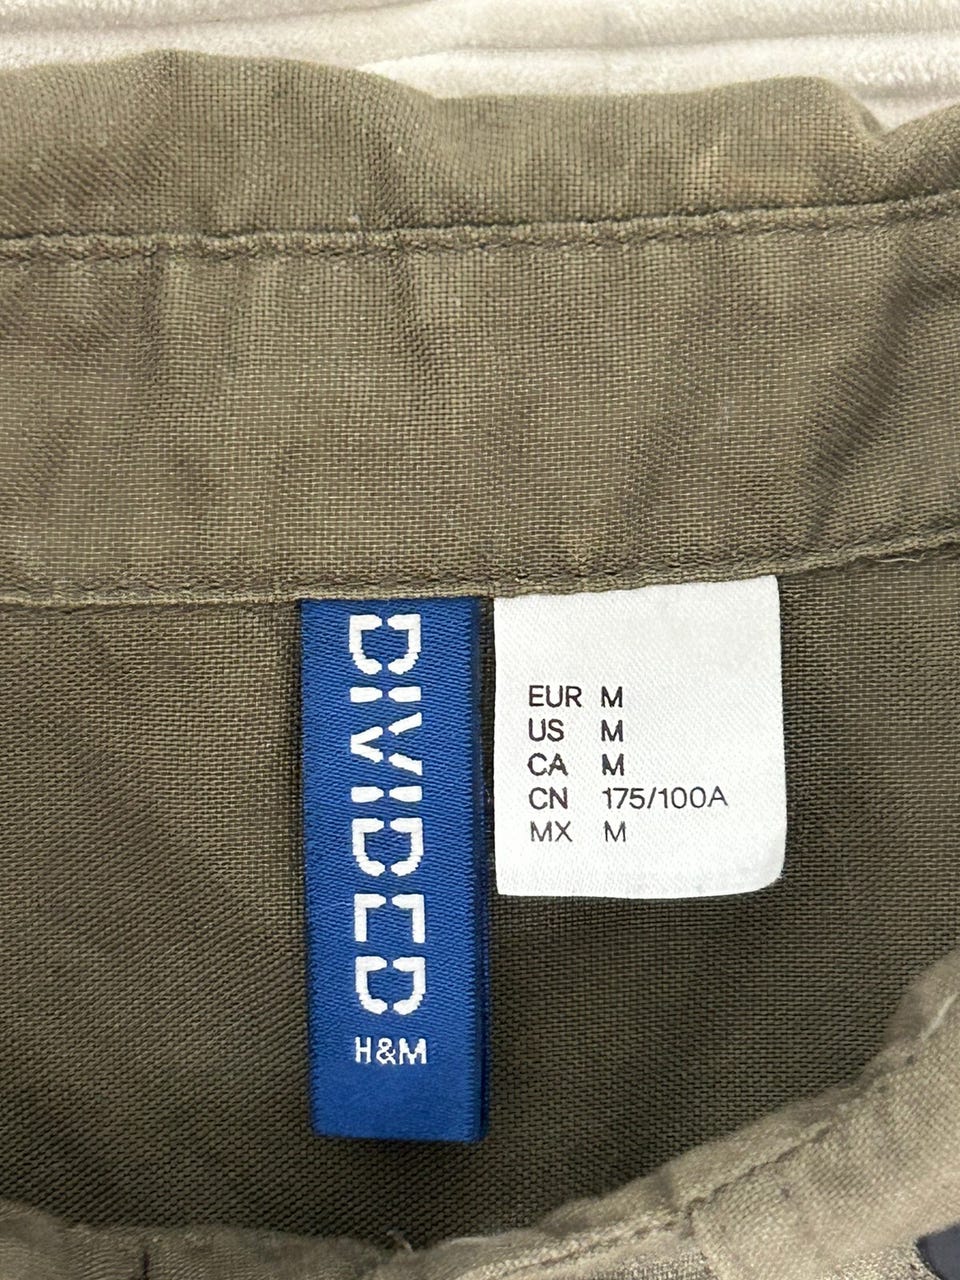 DIVIDED
H&M
EUR M
US M
CA M
CN 175/100A
MX M